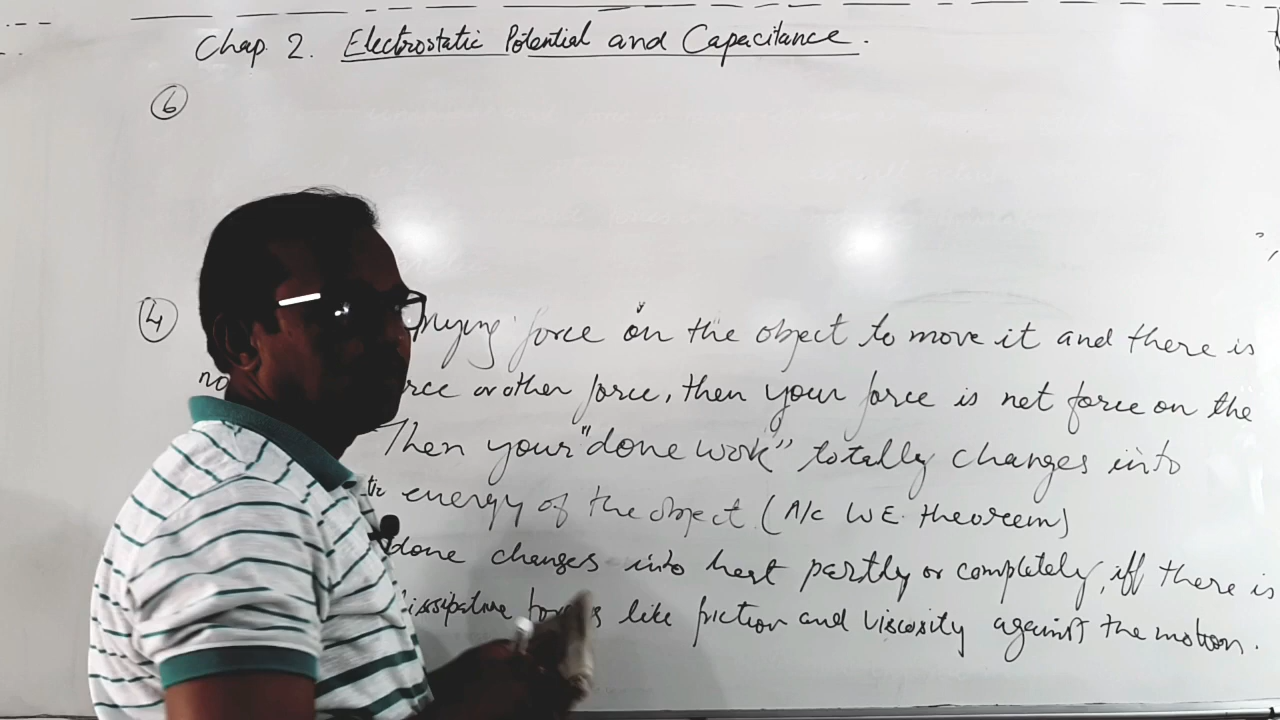 Chap. 2. Electrostatic Potential and Capacitance.
6
4 force on the object to move it and there is
no or other force, then your force is net force on the
Then your "done work" totally changes into
energy of the object (A/c W.E. theorem)
done changes into heat partly or completely, iff there is
forces like friction and viscosity against the motion.